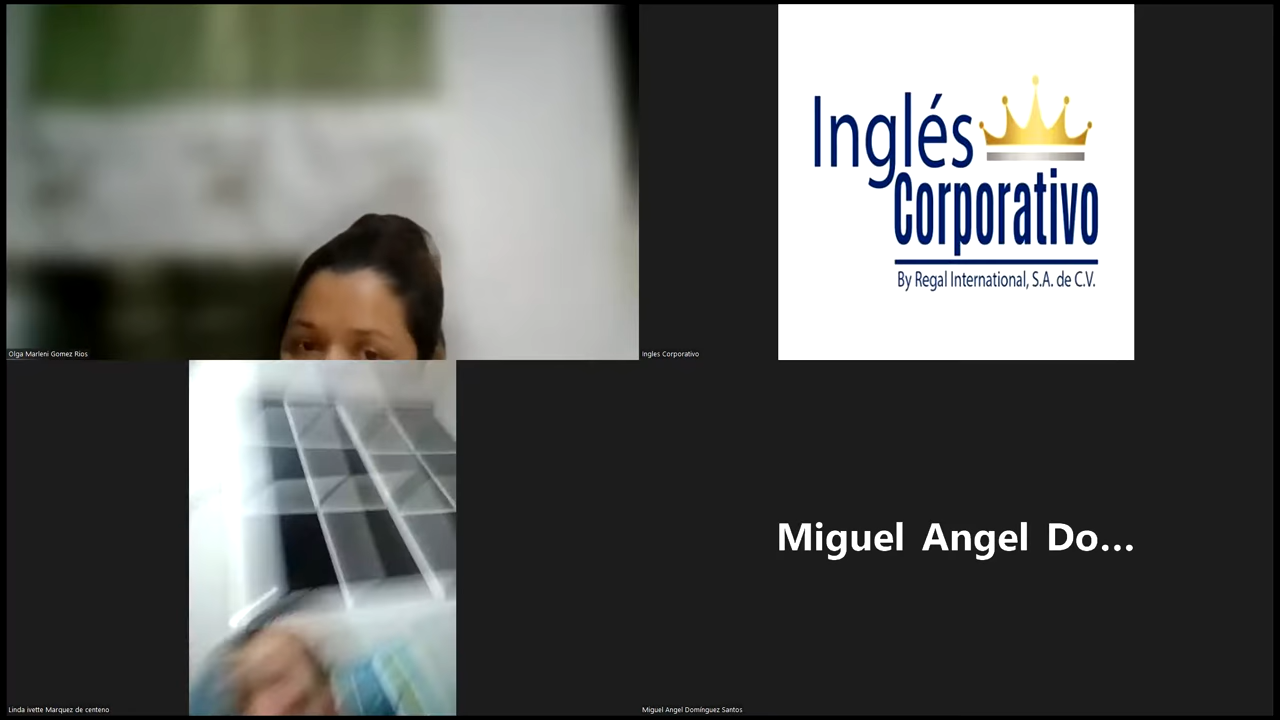 Inglés
Corporativo
By Regal International, S.A. de C.V.
Olga Marleni Gomez Rios
Ingles Corporativo
Miguel Angel Do...
Linda ivette Marquez de centeno
Miguel Angel Domínguez Santos